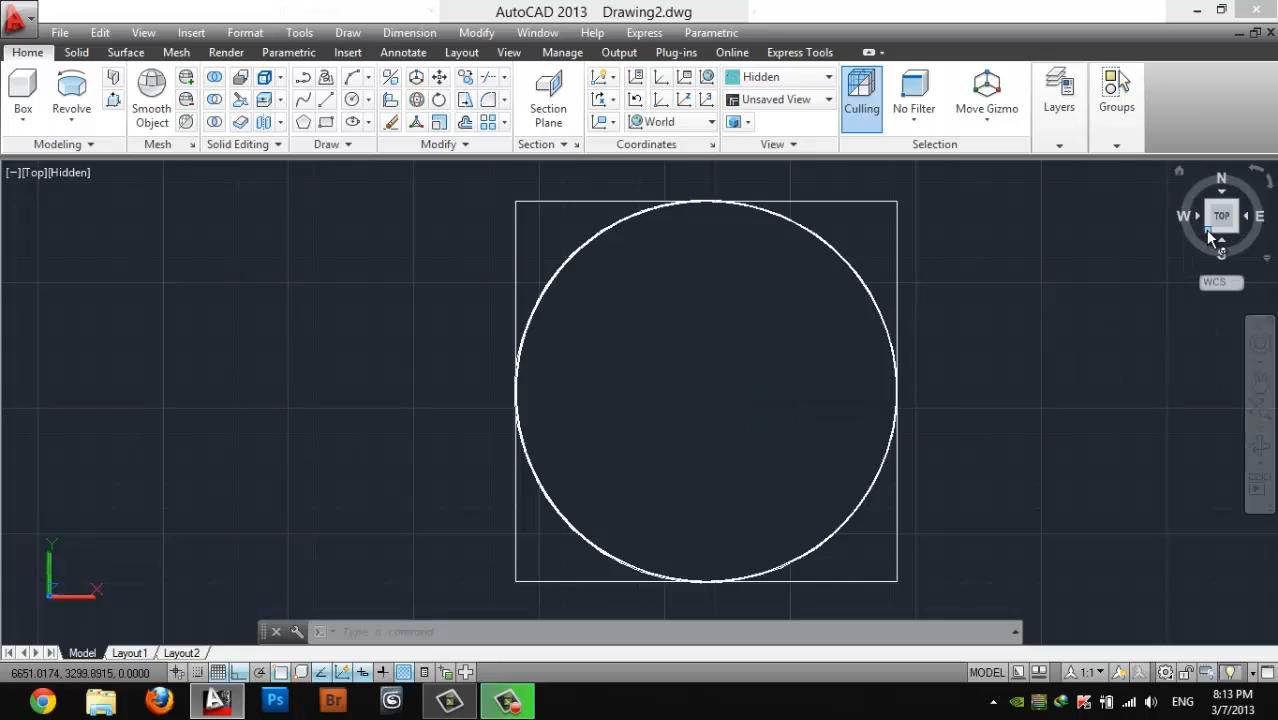 AutoCAD 2013 Drawing2.dwg
File Edit View Insert Format Tools Draw Dimension Modify Window Help Express Parametric
Home Solid Surface Mesh Render Parametric Insert Annotate Layout View Plug-ins Manage Output Online Express Tools
Box
Revolve
Smooth
Object
Section
Plane
World
Hidden
Unsaved View
Culling
No Filter
Move Gizmo
Layers
Groups
Modeling
Mesh
Solid Editing
Draw
Modify
Section
Coordinates
View
Selection
[−][Top][Hidden]
N
W TOP E
S
WCS
Y
X
Type a command
Model Layout1 Layout2
6651.0412, 3299.8915, 0.0000
MODEL
1:1
Ps
Br
ENG
8:13 PM
3/7/2013